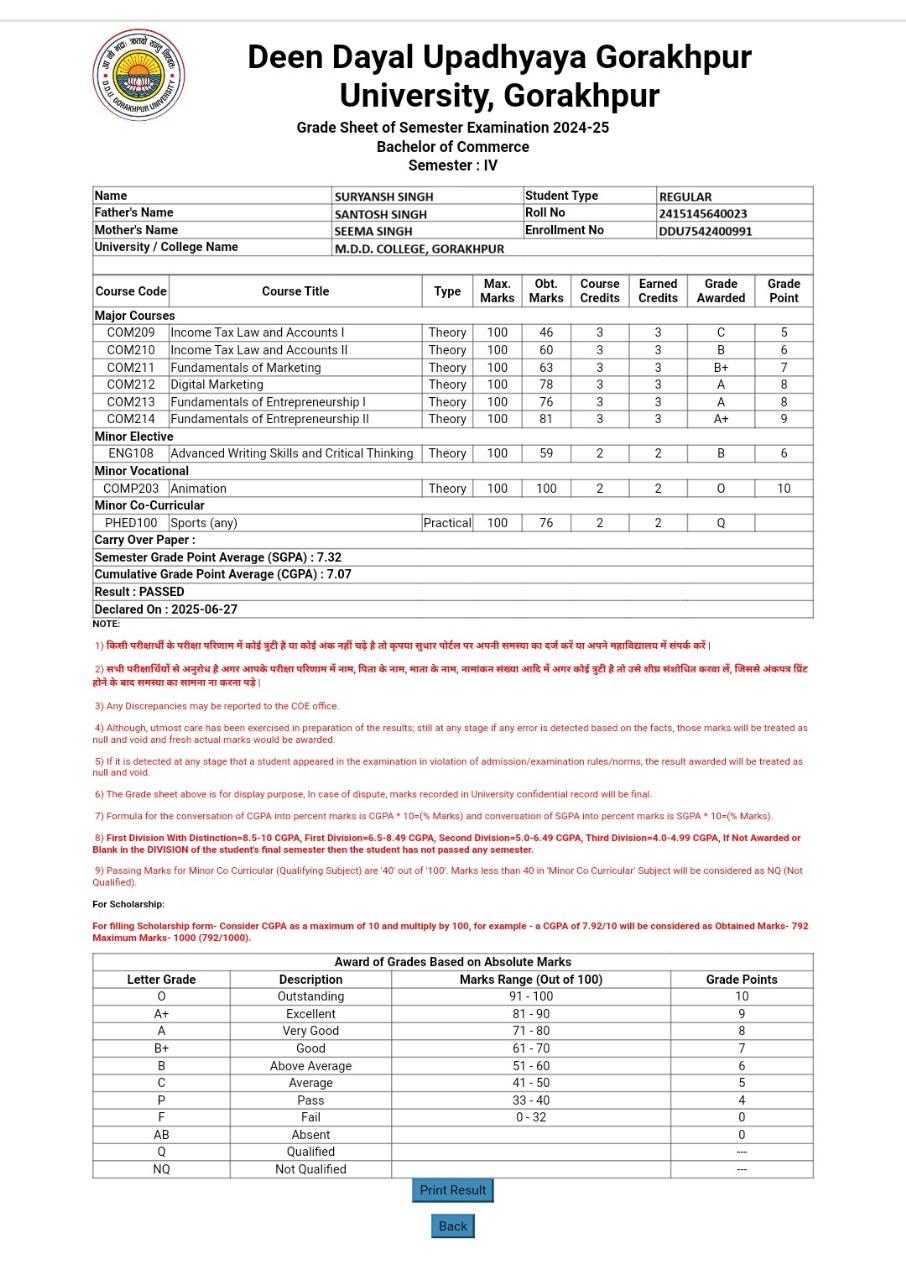 Deen Dayal Upadhyaya Gorakhpur
University, Gorakhpur
Grade Sheet of Semester Examination 2024-25
Bachelor of Commerce
Semester : IV
Name SURYANSH SINGH Student Type REGULAR
Father's Name SANTOSH SINGH Roll No 2415145640023
Mother's Name SEEMA SINGH Enrollment No DDU7542400991
University / College Name M.D.D. COLLEGE, GORAKHPUR
Course Code Course Title Type Max. Marks Obt. Marks Course Credits Earned Credits Grade Awarded Grade Point
Major Courses
COM209 Income Tax Law and Accounts I Theory 100 46 3 3 C 5
COM210 Income Tax Law and Accounts II Theory 100 60 3 3 B 6
COM211 Fundamentals of Marketing Theory 100 63 3 3 B+ 7
COM212 Digital Marketing Theory 100 78 3 3 A 8
COM213 Fundamentals of Entrepreneurship I Theory 100 76 3 3 A 8
COM214 Fundamentals of Entrepreneurship II Theory 100 81 3 3 A+ 9
Minor Elective
ENG108 Advanced Writing Skills and Critical Thinking Theory 100 59 2 2 B 6
Minor Vocational
COMP203 Animation Theory 100 100 2 2 O 10
Minor Co-Curricular
PHED100 Sports (any) Practical 100 76 2 2 Q
Carry Over Paper :
Semester Grade Point Average (SGPA) : 7.32
Cumulative Grade Point Average (CGPA) : 7.07
Result : PASSED
Declared On : 2025-06-27
NOTE:
1) किसी परीक्षार्थी के परीक्षा परिणाम में कोई त्रुटी है या कोई अंक नहीं चढ़े है तो कृपया सुधार पोर्टल पर अपनी समस्या का दर्ज करें या अपने महाविद्यालय में संपर्क करें |
2) सभी परीक्षार्थियों से अनुरोध है अगर आपके परीक्षा परिणाम में नाम, पिता के नाम, माता के नाम, नामांकन संख्या आदि में अगर कोई त्रुटी है तो उसे शीघ्र संशोधित करवा लें, जिससे अंकपत्र प्रिंट
होने के बाद समस्या का सामना ना करना पड़े |
3) Any Discrepancies may be reported to the COE office.
4) Although, utmost care has been exercised in preparation of the results; still at any stage if any error is detected based on the facts, those marks will be treated as
null and void and fresh actual marks would be awarded.
5) If it is detected at any stage that a student appeared in the examination in violation of admission/examination rules/norms, the result awarded will be treated as
null and void.
6) The Grade sheet above is for display purpose, In case of dispute, marks recorded in University confidential record will be final.
7) Formula for the conversation of CGPA into percent marks is CGPA * 10=(% Marks) and conversation of SGPA into percent marks is SGPA * 10=(% Marks).
8) First Division With Distinction=8.5-10 CGPA, First Division=6.5-8.49 CGPA, Second Division=5.0-6.49 CGPA, Third Division=4.0-4.99 CGPA, If Not Awarded or
Blank in the DIVISION of the student's final semester then the student has not passed any semester.
9) Passing Marks for Minor Co Curricular (Qualifying Subject) are '40' out of '100'. Marks less than 40 in 'Minor Co Curricular' Subject will be considered as NQ (Not
Qualified).
For Scholarship:
For filling Scholarship form- Consider CGPA as a maximum of 10 and multiply by 100, for example - a CGPA of 7.92/10 will be considered as Obtained Marks- 792
Maximum Marks- 1000 (792/1000).
Award of Grades Based on Absolute Marks
Letter Grade Description Marks Range (Out of 100) Grade Points
O Outstanding 91 - 100 10
A+ Excellent 81 - 90 9
A Very Good 71 - 80 8
B+ Good 61 - 70 7
B Above Average 51 - 60 6
C Average 41 - 50 5
P Pass 33 - 40 4
F Fail 0 - 32 0
AB Absent 0
Q Qualified ---
NQ Not Qualified ---
Print Result
Back
D.D.U. GORAKHPUR UNIVERSITY